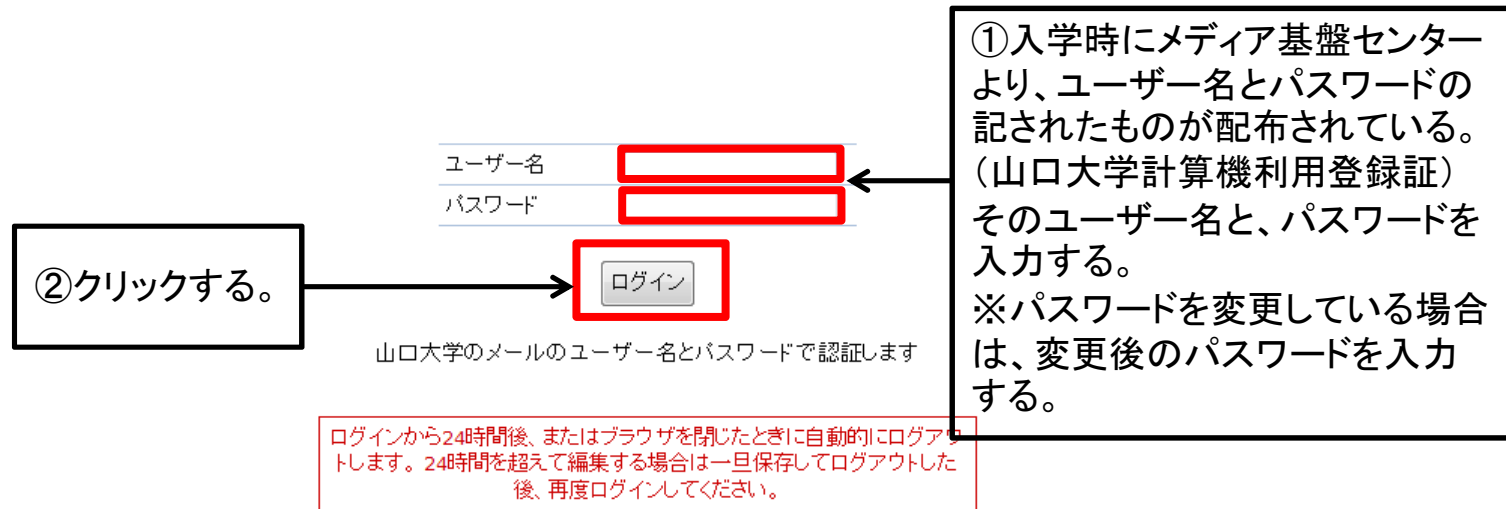 ①入学時にメディア基盤センター
より、ユーザー名とパスワードの
記されたものが配布されている。
（山口大学計算機利用登録証）
そのユーザー名と、パスワードを
入力する。
※パスワードを変更している場合
は、変更後のパスワードを入力
する。
ユーザー名
パスワード
②クリックする。
ログイン
山口大学のメールのユーザー名とパスワードで認証します
ログインから24時間後、またはブラウザを閉じたときに自動的にログアウ
トします。24時間を超えて編集する場合は一旦保存してログアウトした
後、再度ログインしてください。